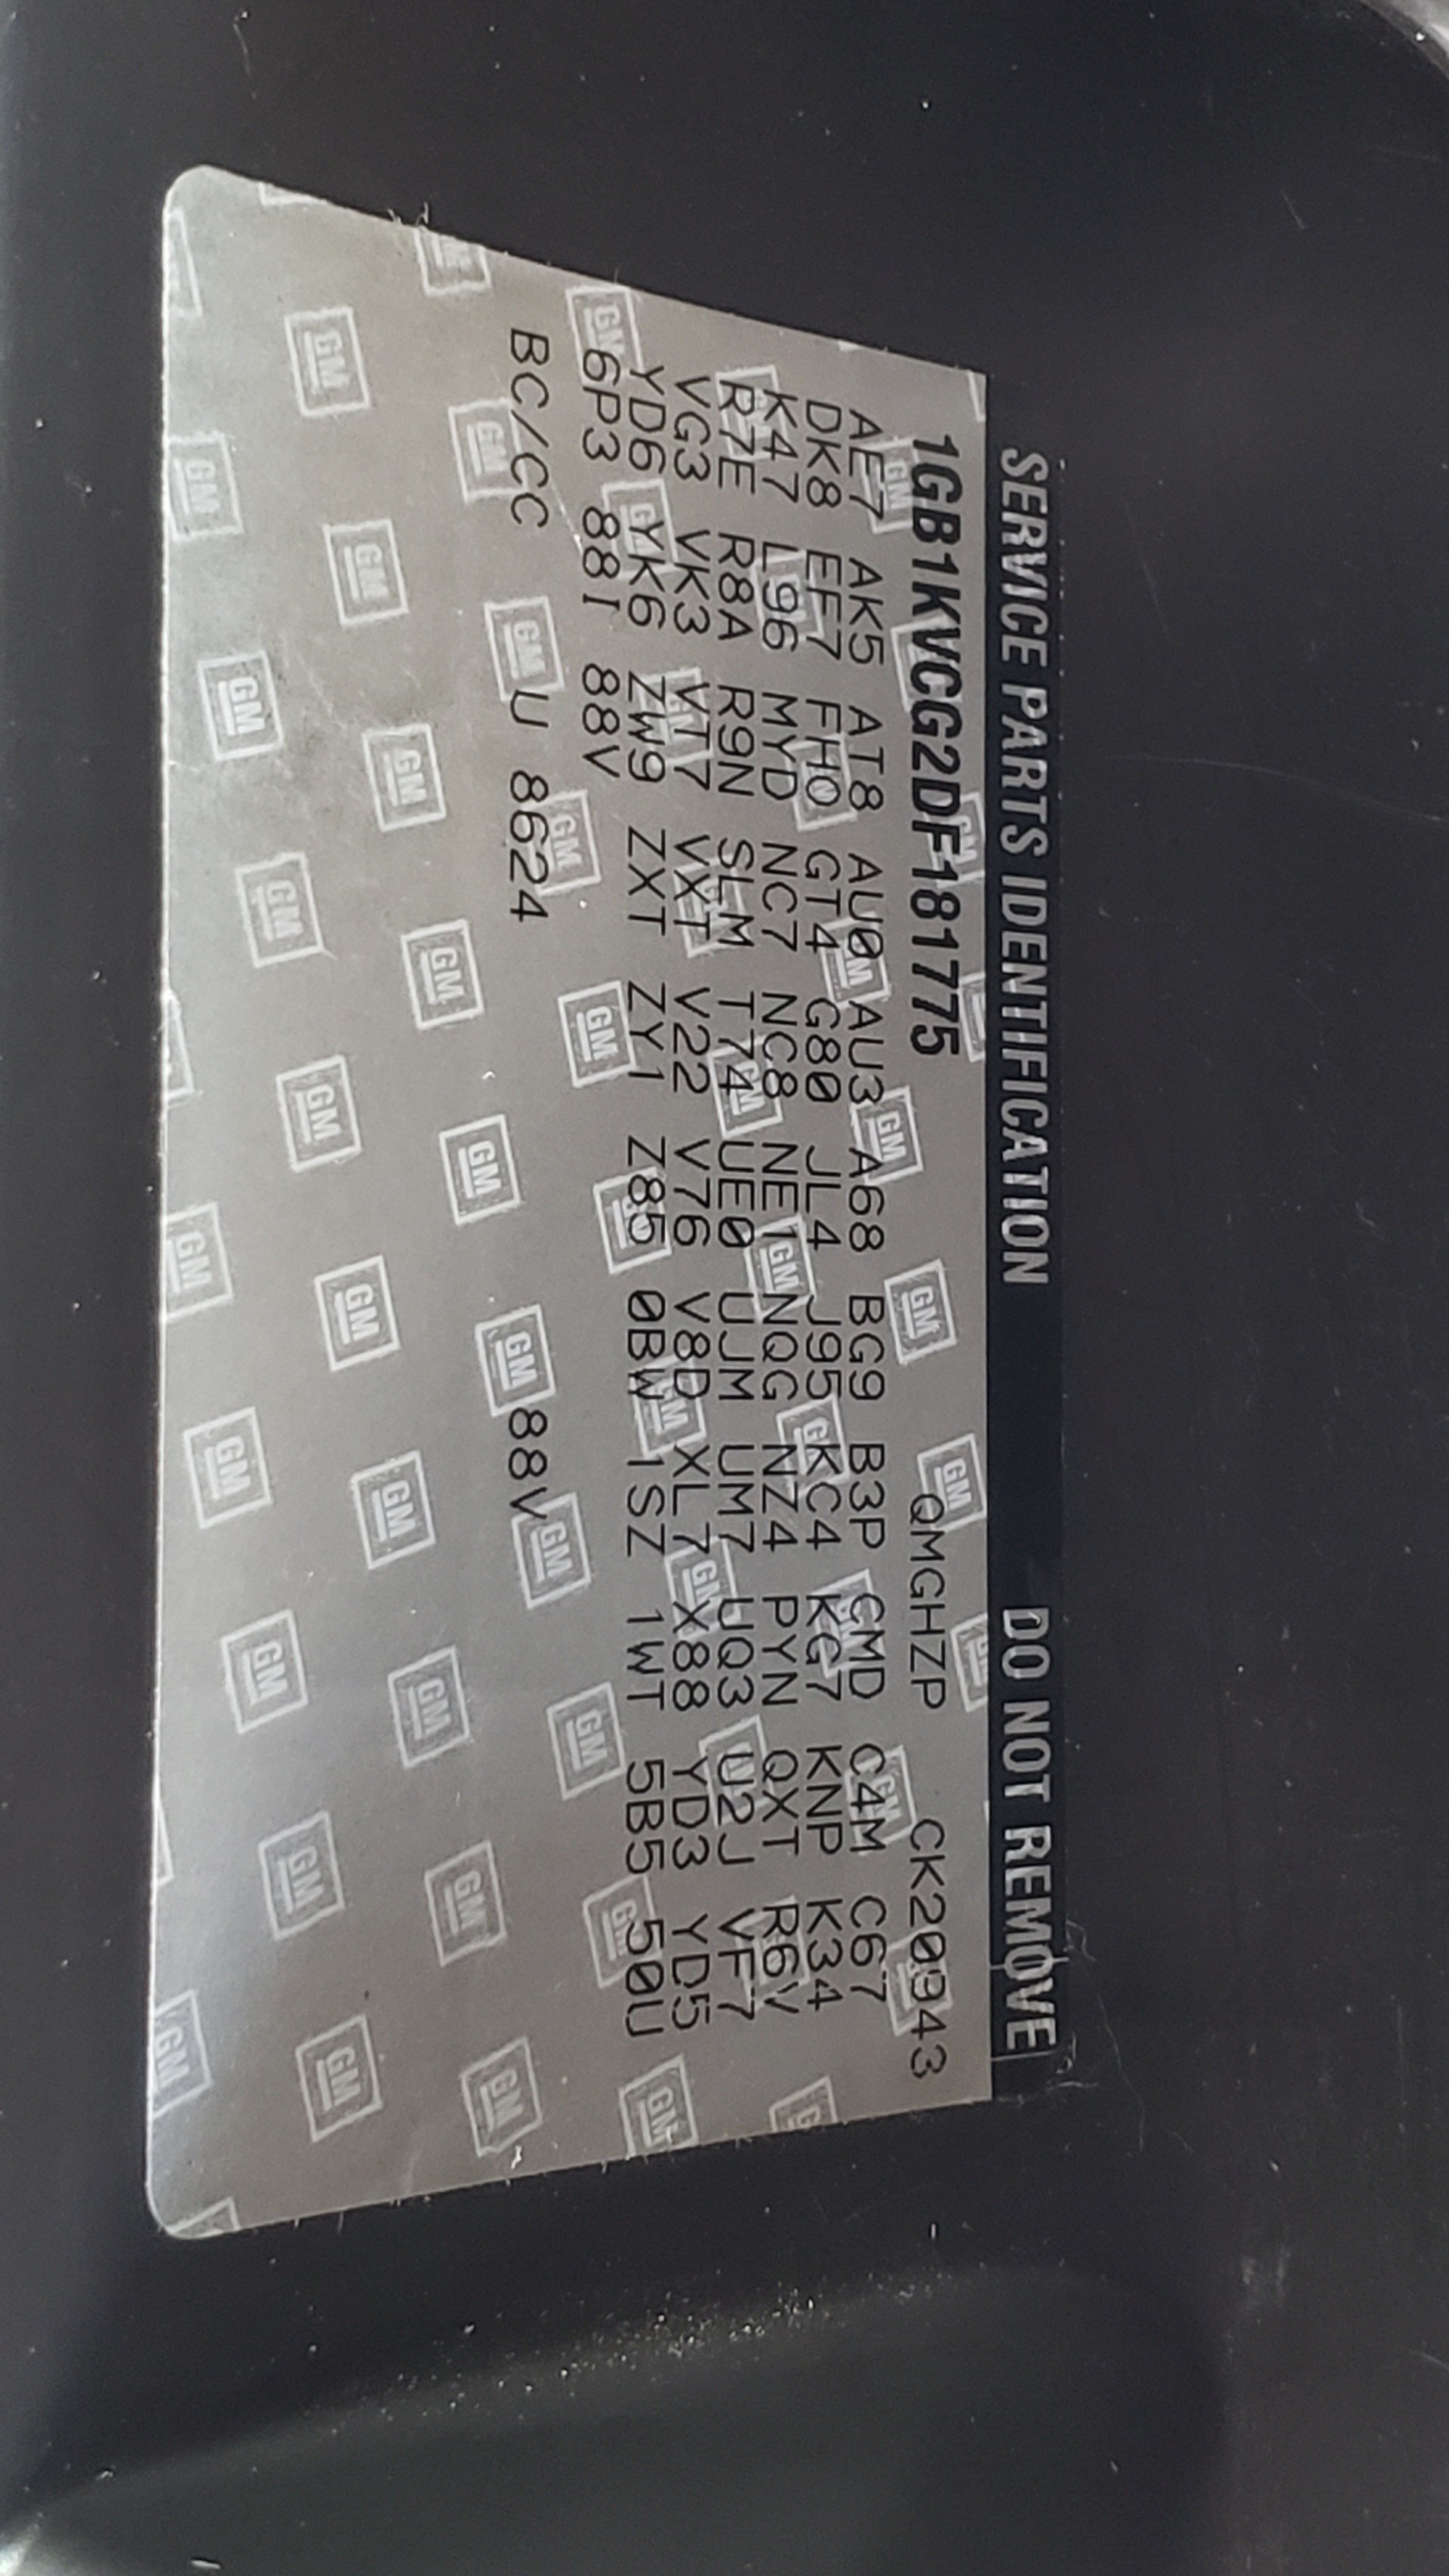 SERVICE PARTS IDENTIFICATION DO NOT REMOVE
1GB1KVCG2DF181775 QMGHZP CK20943
AE7 AK5 AT8 AU0 AU3 A68 BG9 B3P CMD C4M C67
DK8 EF7 FH0 GT4 G80 JL4 J95 KC4 KG7 KNP K34
K47 L96 MYD NC7 NC8 NE1 NQG NZ4 PYN QXT R6V
R7E R8A R9N SLM T74 UE0 UJM UM7 UQ3 U2J VF7
VG3 VK3 VT7 VXT V22 V76 V8D XL7 X88 YD3 YD5
YD6 YK6 ZW9 ZXT ZY1 Z85 0BW 1SZ 1WT 5B5 50U
6P3 88I 88V
BC/CC U 8624 88V